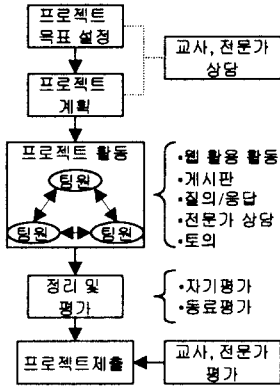 프로젝트
목표 설정
교사, 전문가
상담
프로젝트
계획
프로젝트 활동
팀원
팀원
팀원
•웹 활용 활동
•게시판
•질의/응답
•전문가 상담
•토의
정리 및
평가
•자기평가
•동료평가
프로젝트제출
교사, 전문가
평가